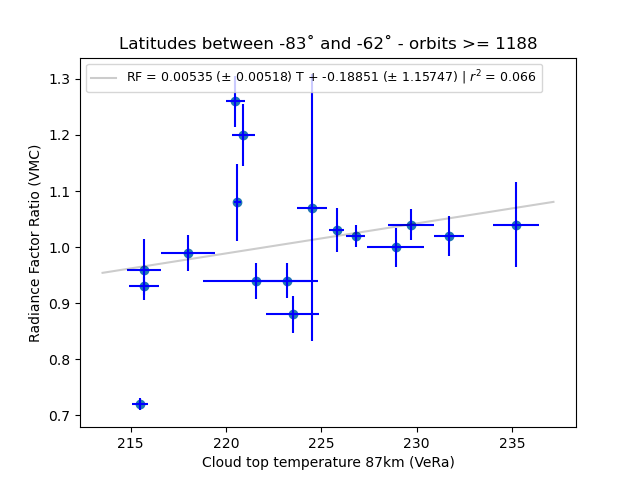 Latitudes between -83˚ and -62˚ - orbits >= 1188
RF = 0.00535 (± 0.00518) T + -0.18851 (± 1.15747) | r² = 0.066
1.3
1.2
1.1
1.0
0.9
0.8
0.7
Radiance Factor Ratio (VMC)
215 220 225 230 235
Cloud top temperature 87km (VeRa)